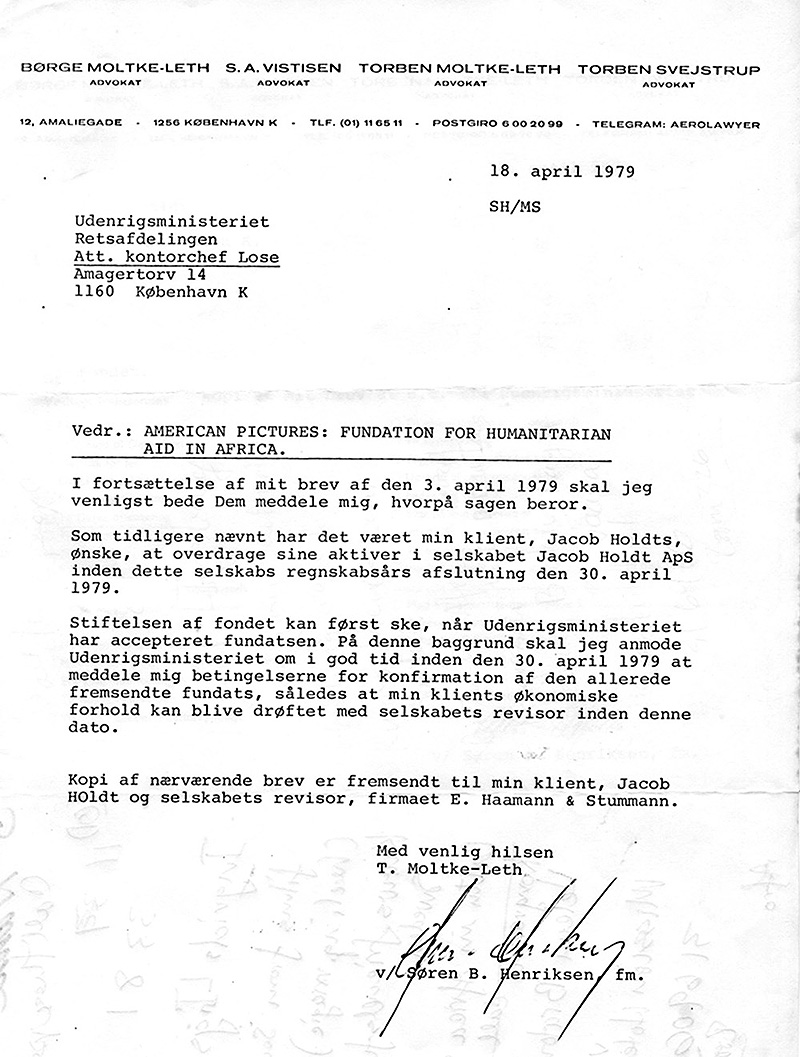 BØRGE MOLTKE-LETH S. A. VISTISEN TORBEN MOLTKE-LETH TORBEN SVEJSTRUP
ADVOKAT ADVOKAT ADVOKAT ADVOKAT
12, AMALIEGADE - 1256 KØBENHAVN K - TLF. (01) 11 65 11 - POSTGIRO 6 00 20 99 - TELEGRAM: AEROLAWYER
18. april 1979
SH/MS
Udenrigsministeriet
Retsafdelingen
Att. kontorchef Lose
Amagertorv 14
1160 København K
Vedr.: AMERICAN PICTURES: FUNDATION FOR HUMANITARIAN
AID IN AFRICA.
I fortsættelse af mit brev af den 3. april 1979 skal jeg
venligst bede Dem meddele mig, hvorpå sagen beror.
Som tidligere nævnt har det været min klient, Jacob Holdts,
ønske, at overdrage sine aktiver i selskabet Jacob Holdt ApS
inden dette selskabs regnskabsårs afslutning den 30. april
1979.
Stiftelsen af fondet kan først ske, når Udenrigsministeriet
har accepteret fundatsen. På denne baggrund skal jeg anmode
Udenrigsministeriet om i god tid inden den 30. april 1979 at
meddele mig betingelserne for konfirmation af den allerede
fremsendte fundats, således at min klients økonomiske
forhold kan blive drøftet med selskabets revisor inden denne
dato.
Kopi af nærværende brev er fremsendt til min klient, Jacob
HOldt og selskabets revisor, firmaet E. Haamann & Stummann.
Med venlig hilsen
T. Moltke-Leth
v/ Søren B. Henriksen, fm.